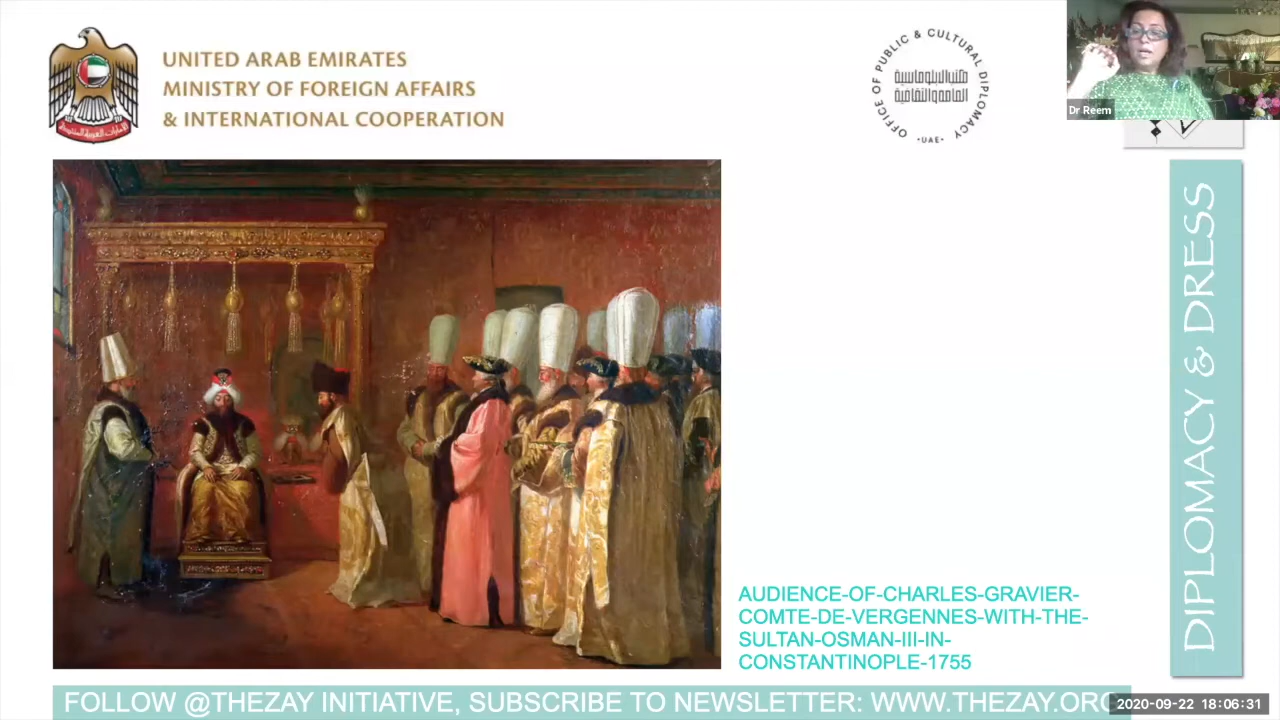 UNITED ARAB EMIRATES
MINISTRY OF FOREIGN AFFAIRS
& INTERNATIONAL COOPERATION
OFFICE OF PUBLIC & CULTURAL DIPLOMACY
·UAE·
Dr Reem
DIPLOMACY & DRESS
AUDIENCE-OF-CHARLES-GRAVIER-
COMTE-DE-VERGENNES-WITH-THE-
SULTAN-OSMAN-III-IN-
CONSTANTINOPLE-1755
FOLLOW @THEZAY INITIATIVE, SUBSCRIBE TO NEWSLETTER: WWW.THEZAY.ORG
2020-09-22 18:06:31